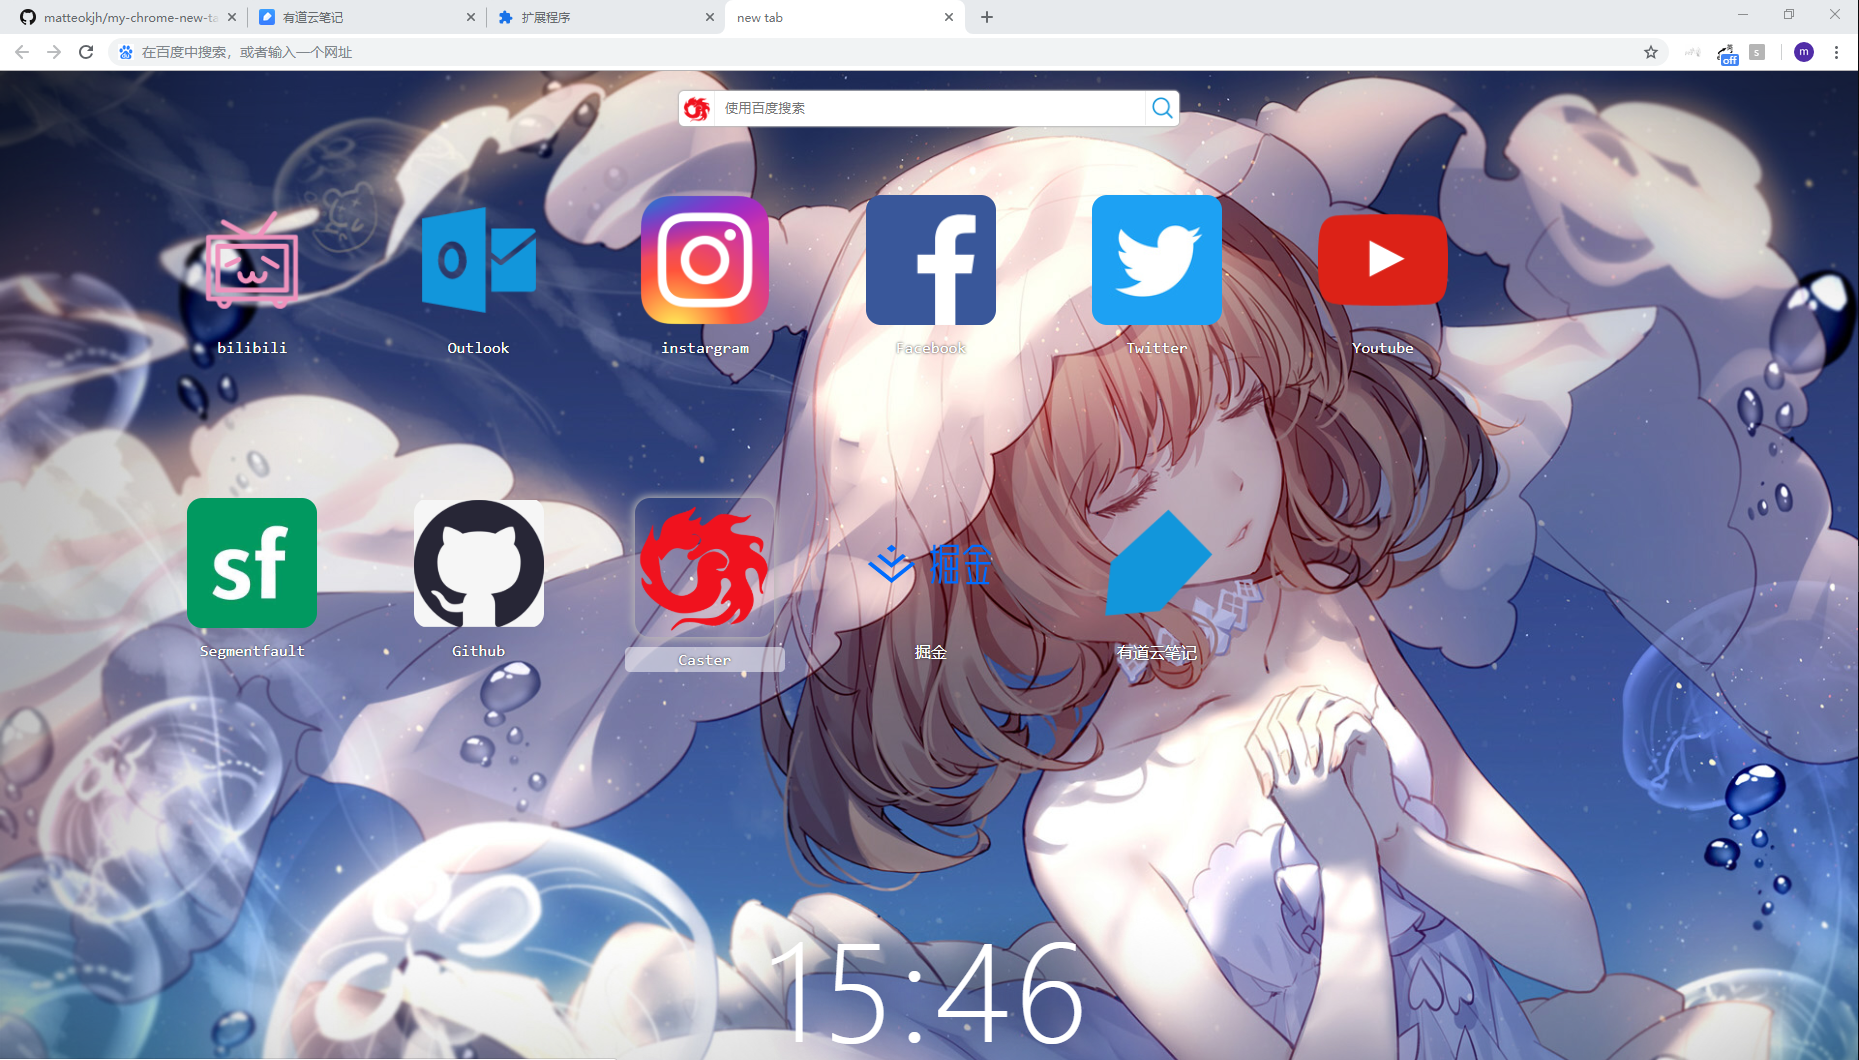 matteokjh/my-chrome-new-ta
有道云笔记
扩展程序
new tab
在百度中搜索，或者输入一个网址
英
off
s
m
使用百度搜索
bilibili
Outlook
instargram
Facebook
Twitter
Youtube
sf
掘金
Segmentfault
Github
Caster
掘金
有道云笔记
15:46